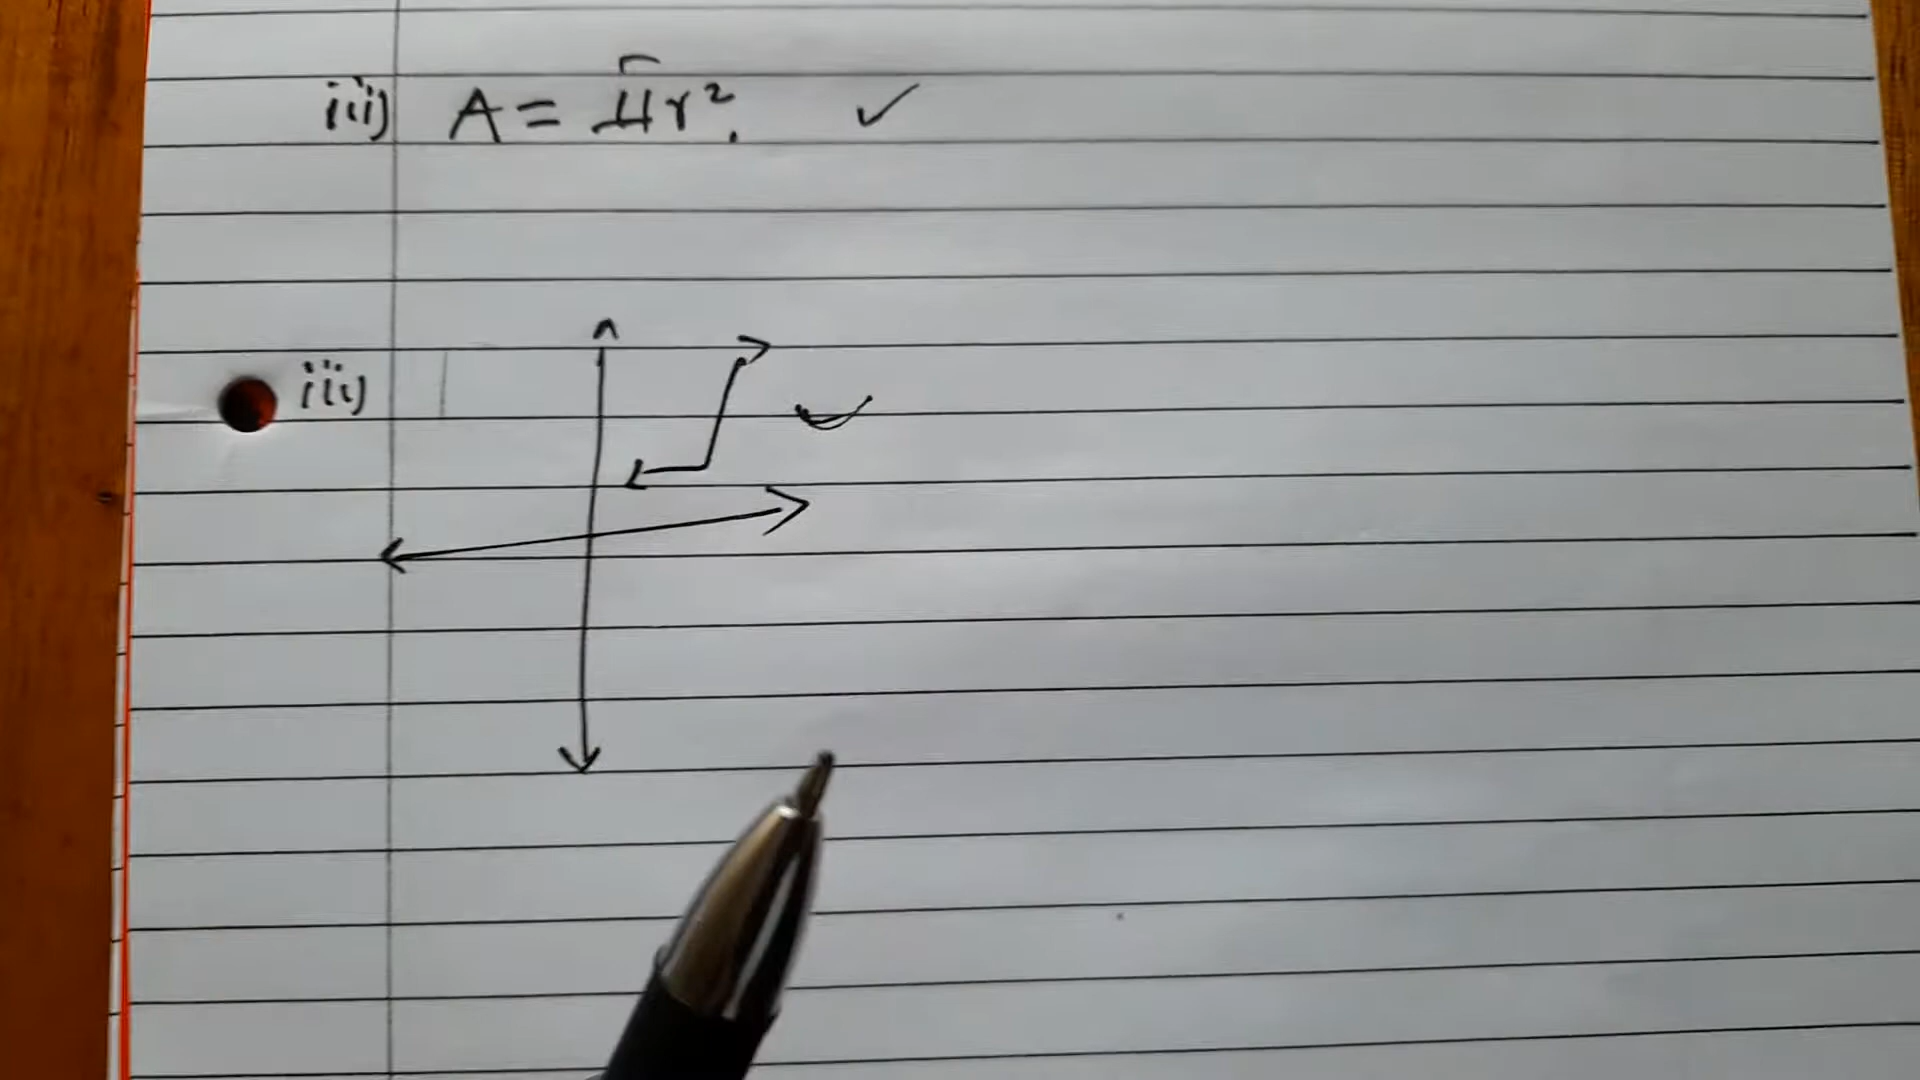 iii) A = πr². ✓
iii)